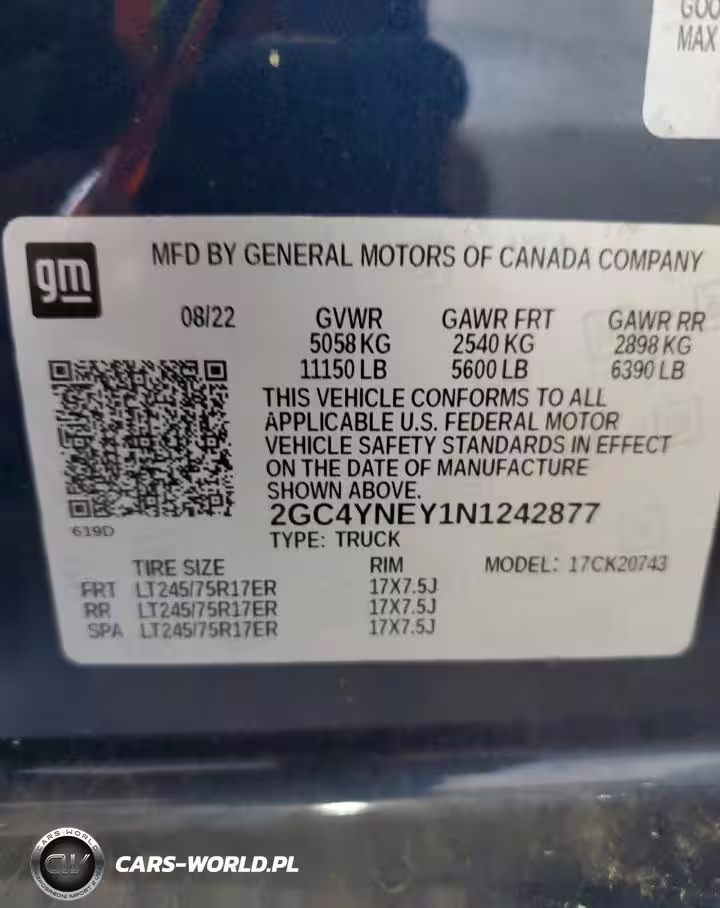 GOO
MAX
gm
MFD BY GENERAL MOTORS OF CANADA COMPANY
08/22 GVWR GAWR FRT GAWR RR
5058 KG 2540 KG 2898 KG
11150 LB 5600 LB 6390 LB
THIS VEHICLE CONFORMS TO ALL
APPLICABLE U.S. FEDERAL MOTOR
VEHICLE SAFETY STANDARDS IN EFFECT
ON THE DATE OF MANUFACTURE
SHOWN ABOVE.
619D
2GC4YNEY1N1242877
TYPE: TRUCK
TIRE SIZE RIM MODEL: 17CK20743
FRT LT245/75R17ER 17X7.5J
RR LT245/75R17ER 17X7.5J
SPA LT245/75R17ER 17X7.5J
CARS-WORLD
CW
CARS-WORLD.PL